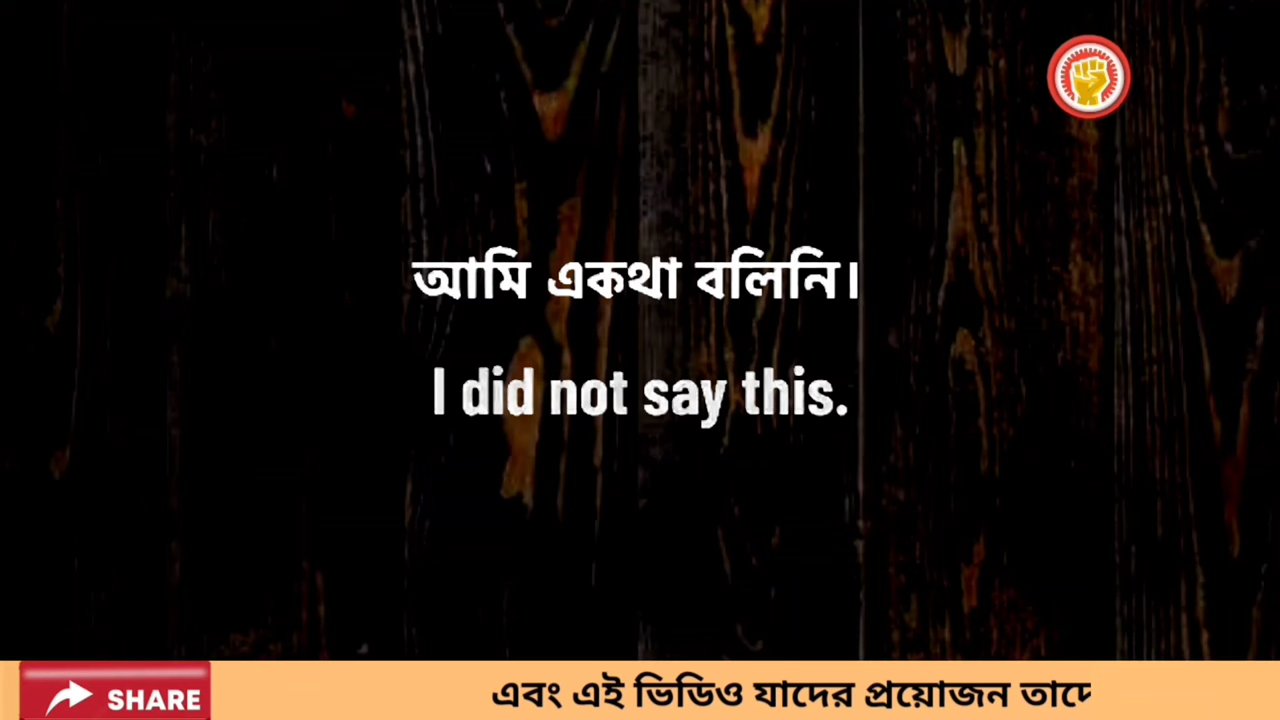 আমি একথা বলিনি।
I did not say this.
SHARE
এবং এই ভিডিও যাদের প্রয়োজন